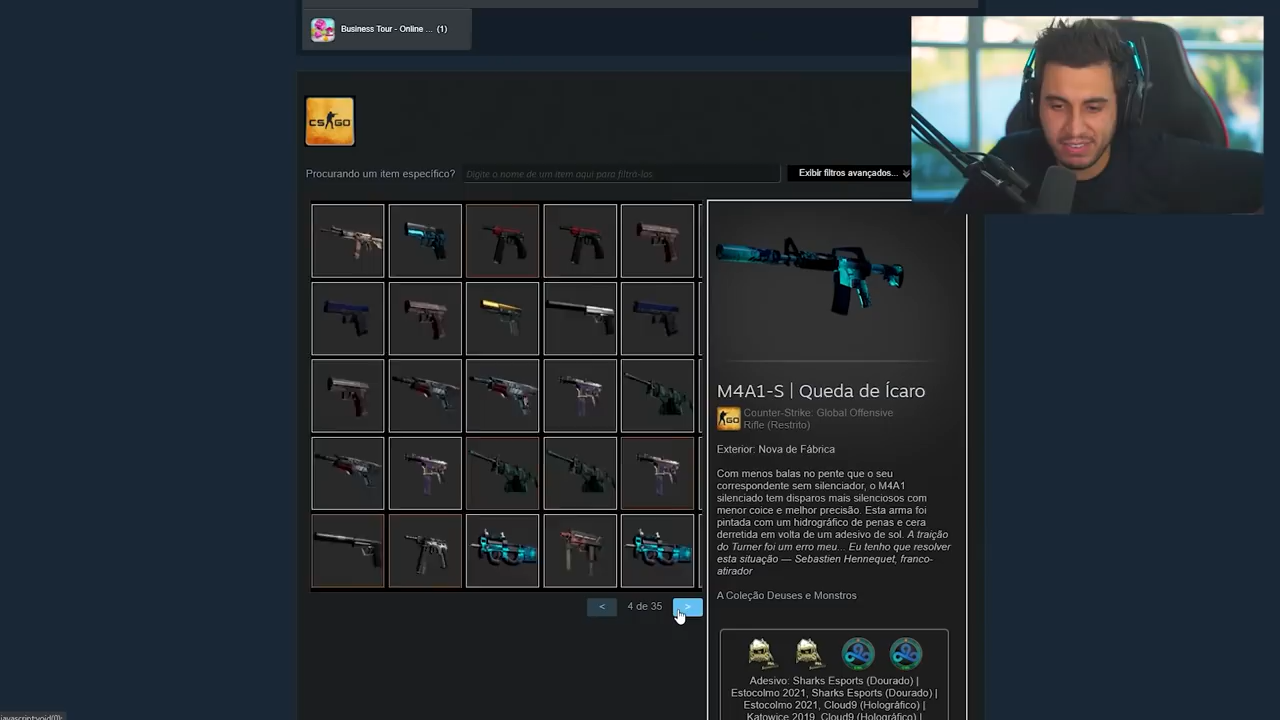 Business Tour - Online ... (1)
CS GO
Procurando um item específico?
Digite o nome de um item aqui para filtrá-los
Exibir filtros avançados...
M4A1-S | Queda de Ícaro
Counter-Strike: Global Offensive
Rifle (Restrito)
Exterior: Nova de Fábrica
Com menos balas no pente que o seu
correspondente sem silenciador, o M4A1
silenciado tem disparos mais silenciosos com
menor coice e melhor precisão. Esta arma foi
pintada com um hidrográfico de penas e cera
derretida em volta de um adesivo de sol. A traição
do Turner foi um erro meu... Eu tenho que resolver
esta situação — Sebastien Hennequet, franco-
atirador
A Coleção Deuses e Monstros
< 4 de 35 >
Adesivo: Sharks Esports (Dourado) |
Estocolmo 2021, Sharks Esports (Dourado) |
Estocolmo 2021, Cloud9 (Holográfico) |
Katowice 2019, Cloud9 (Holográfico) |
javascript:void(0);